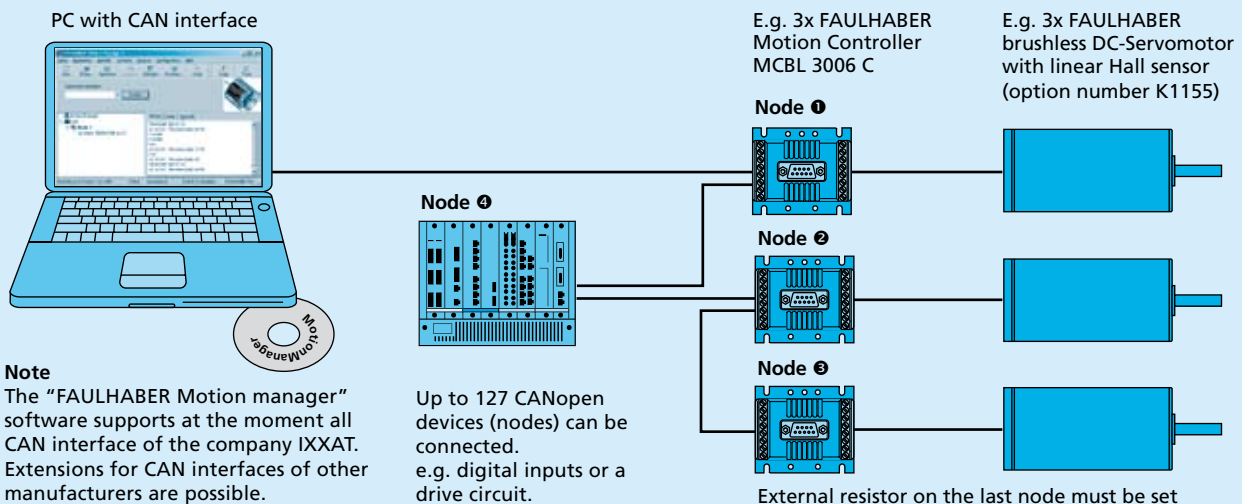 PC with CAN interface
E.g. 3x FAULHABER
Motion Controller
MCBL 3006 C
E.g. 3x FAULHABER
brushless DC-Servomotor
with linear Hall sensor
(option number K1155)
Node ❶
Node ❹
Node ❷
Node ❸
MotionManager
Note
The “FAULHABER Motion manager”
software supports at the moment all
CAN interface of the company IXXAT.
Extensions for CAN interfaces of other
manufacturers are possible.
Up to 127 CANopen
devices (nodes) can be
connected.
e.g. digital inputs or a
drive circuit.
External resistor on the last node must be set